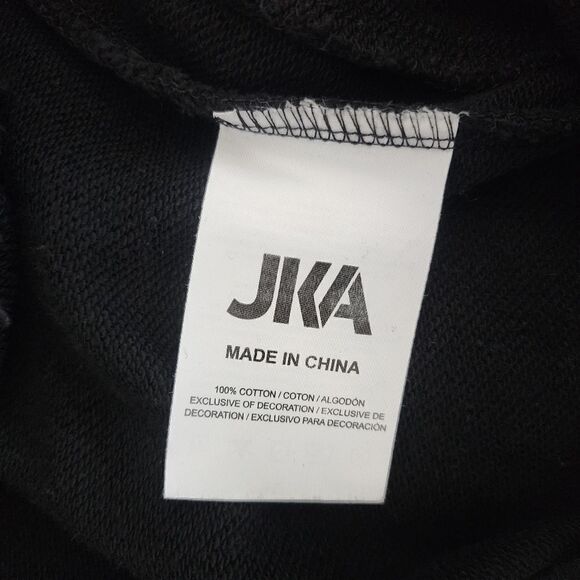 JKA
MADE IN CHINA
100% COTTON / COTON / ALGODÓN
EXCLUSIVE OF DECORATION / EXCLUSIVE DE
DECORATION / EXCLUSIVO PARA DECORACIÓN